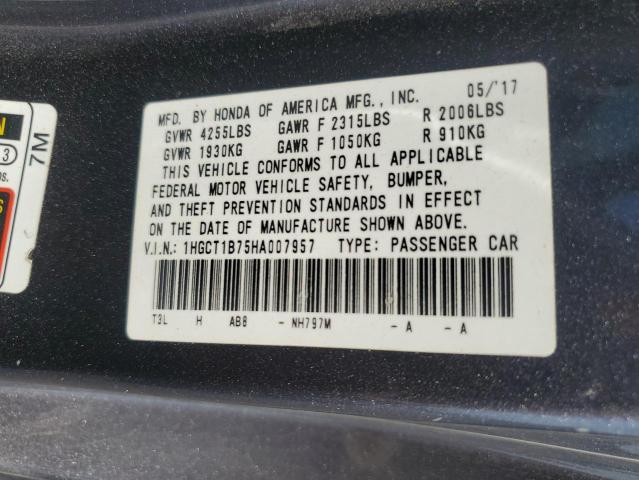 MFD. BY HONDA OF AMERICA MFG., INC. 05/'17
GVWR 4255LBS GAWR F 2315LBS R 2006LBS
GVWR 1930KG GAWR F 1050KG R 910KG
THIS VEHICLE CONFORMS TO ALL APPLICABLE
FEDERAL MOTOR VEHICLE SAFETY, BUMPER,
AND THEFT PREVENTION STANDARDS IN EFFECT
ON THE DATE OF MANUFACTURE SHOWN ABOVE.
V.I.N.: 1HGCT1B75HA007957 TYPE: PASSENGER CAR
T3L H AB8 - NH797M - A - A
N
3
os.
S
7M